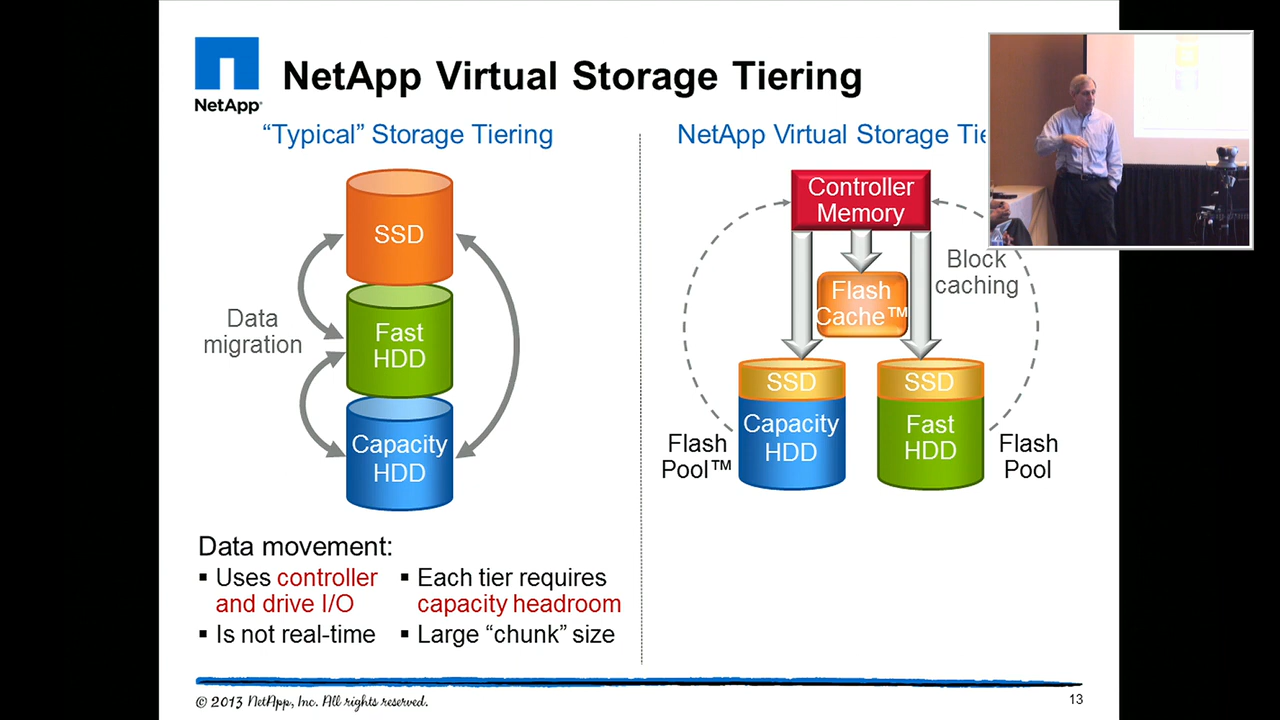 NetApp Virtual Storage Tiering
NetApp®
“Typical” Storage Tiering
SSD
Fast
HDD
Capacity
HDD
Data
migration
Data movement:
▪ Uses controller
and drive I/O
▪ Is not real-time
▪ Each tier requires
capacity headroom
▪ Large “chunk” size
NetApp Virtual Storage Tie
Controller
Memory
Block
caching
Flash
Cache™
SSD
Capacity
HDD
SSD
Fast
HDD
Flash
Pool™
Flash
Pool
© 2013 NetApp, Inc. All rights reserved.
13